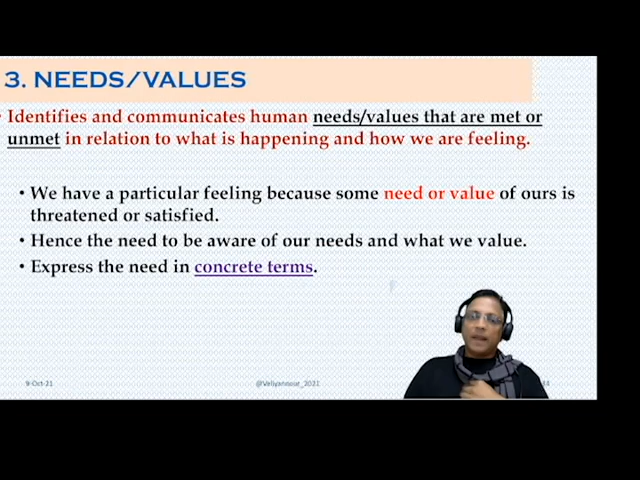 3. NEEDS/VALUES
• Identifies and communicates human needs/values that are met or
unmet in relation to what is happening and how we are feeling.
• We have a particular feeling because some need or value of ours is
threatened or satisfied.
• Hence the need to be aware of our needs and what we value.
• Express the need in concrete terms.
9-Oct-21
@Veliyannoor_2021